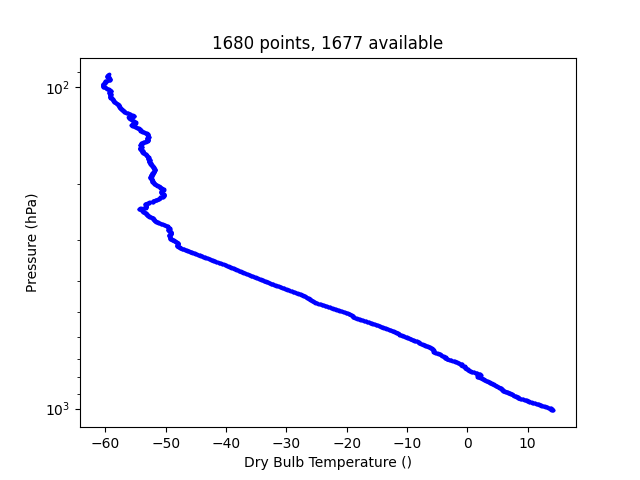 1680 points, 1677 available
10²
Pressure (hPa)
10³
−60 −50 −40 −30 −20 −10 0 10
Dry Bulb Temperature ()